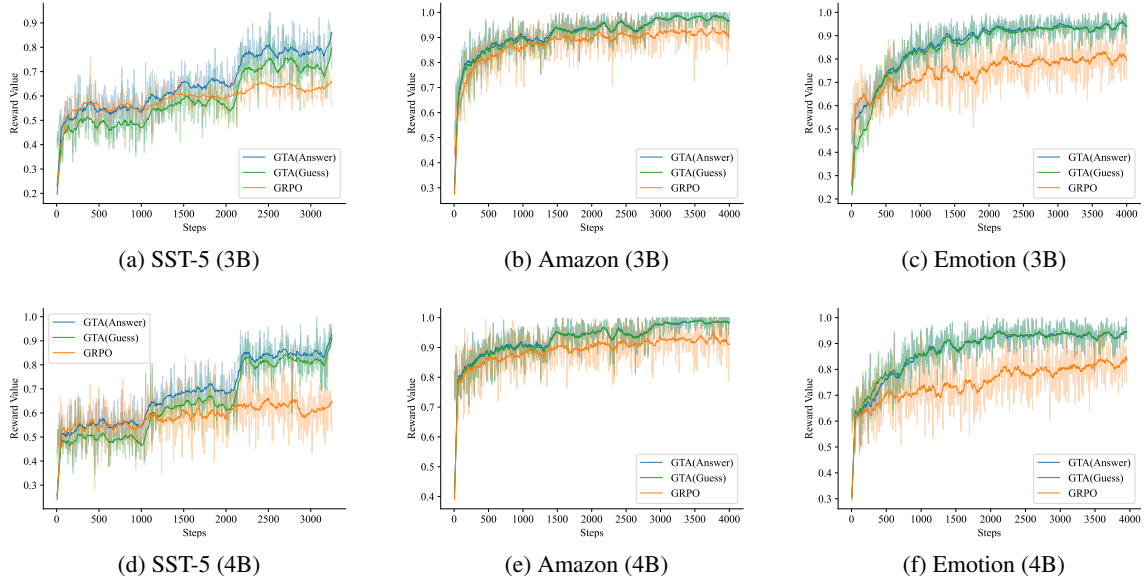 0.9
0.8
0.7
0.6
0.5
0.4
0.3
0.2
Reward Value
0 500 1000 1500 2000 2500 3000
Steps
GTA(Answer)
GTA(Guess)
GRPO
(a) SST-5 (3B)
1.0
0.9
0.8
0.7
0.6
0.5
0.4
0.3
Reward Value
0 500 1000 1500 2000 2500 3000 3500 4000
Steps
GTA(Answer)
GTA(Guess)
GRPO
(b) Amazon (3B)
1.0
0.9
0.8
0.7
0.6
0.5
0.4
0.3
0.2
Reward Value
0 500 1000 1500 2000 2500 3000 3500 4000
Steps
GTA(Answer)
GTA(Guess)
GRPO
(c) Emotion (3B)
1.0
0.9
0.8
0.7
0.6
0.5
0.4
0.3
Reward Value
0 500 1000 1500 2000 2500 3000
Steps
GTA(Answer)
GTA(Guess)
GRPO
(d) SST-5 (4B)
1.0
0.9
0.8
0.7
0.6
0.5
0.4
Reward Value
0 500 1000 1500 2000 2500 3000 3500 4000
Steps
GTA(Answer)
GTA(Guess)
GRPO
(e) Amazon (4B)
1.0
0.9
0.8
0.7
0.6
0.5
0.4
0.3
Reward Value
0 500 1000 1500 2000 2500 3000 3500 4000
Steps
GTA(Answer)
GTA(Guess)
GRPO
(f) Emotion (4B)